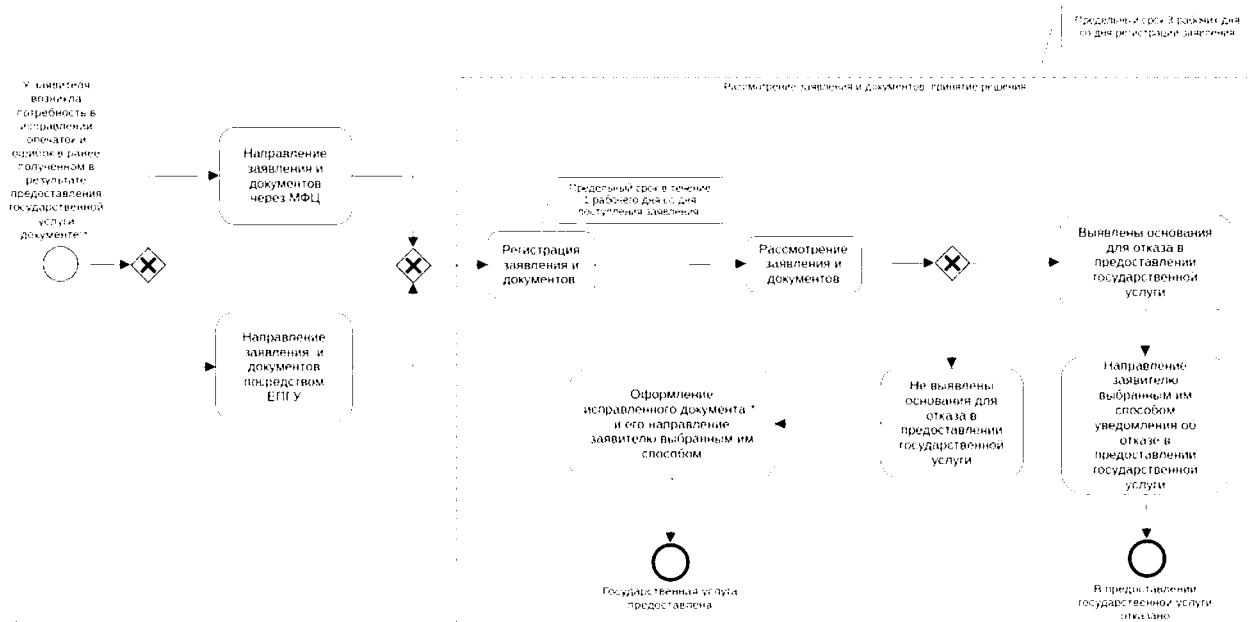 Предельный срок 3 рабочих дня
со дня регистрации заявления
Рассмотрение заявления и документов, принятие решения
У заявителя
возникла
потребность в
исправлении
опечаток и
ошибок в ранее
полученном в
результате
предоставления
государственной
услуги
документе *
Направление
заявления и
документов
через МФЦ
Направление
заявления и
документов
посредством
ЕПГУ
Предельный срок в течение
1 рабочего дня со дня
поступления заявления
Регистрация
заявления и
документов
Рассмотрение
заявления и
документов
Выявлены основания
для отказа в
предоставлении
государственной
услуги
Оформление
исправленного документа *
и его направление
заявителю выбранным им
способом
Не выявлены
основания для
отказа в
предоставлении
государственной
услуги
Направление
заявителю
выбранным им
способом
уведомления об
отказе в
предоставлении
государственной
услуги
Государственная услуга
предоставлена
В предоставлении
государственной услуги
отказано